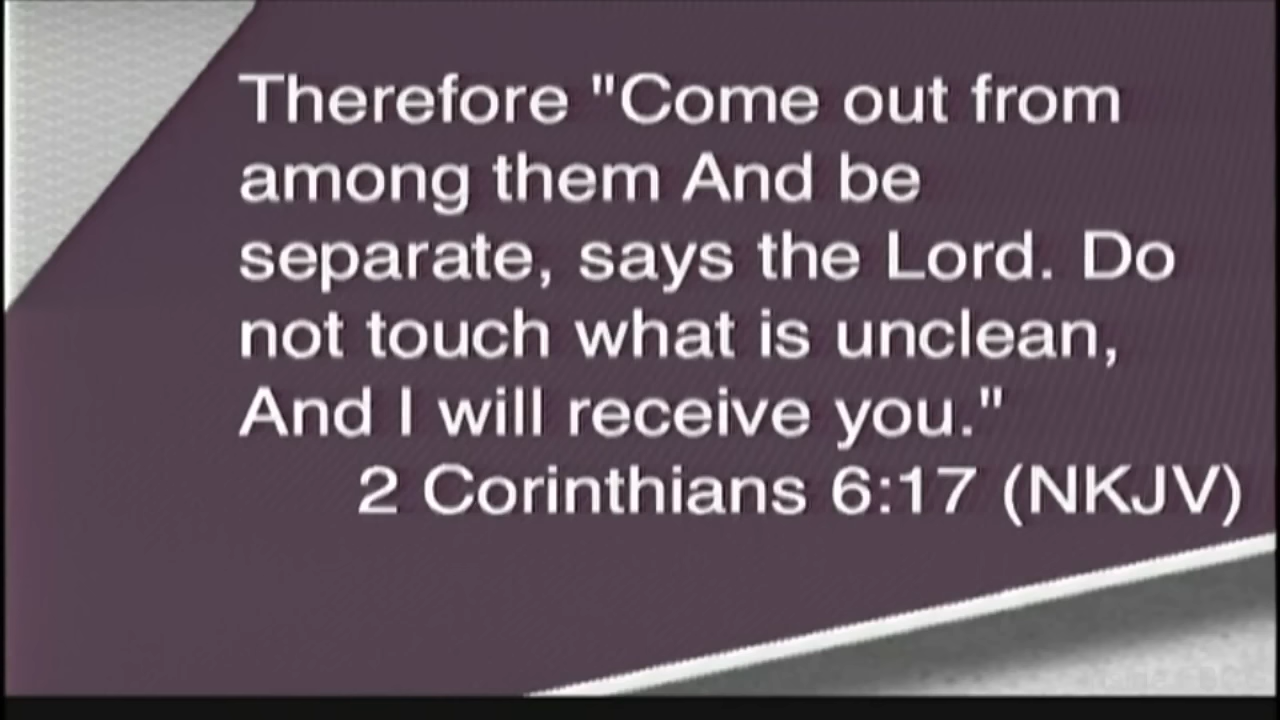 Therefore "Come out from
among them And be
separate, says the Lord. Do
not touch what is unclean,
And I will receive you."
2 Corinthians 6:17 (NKJV)